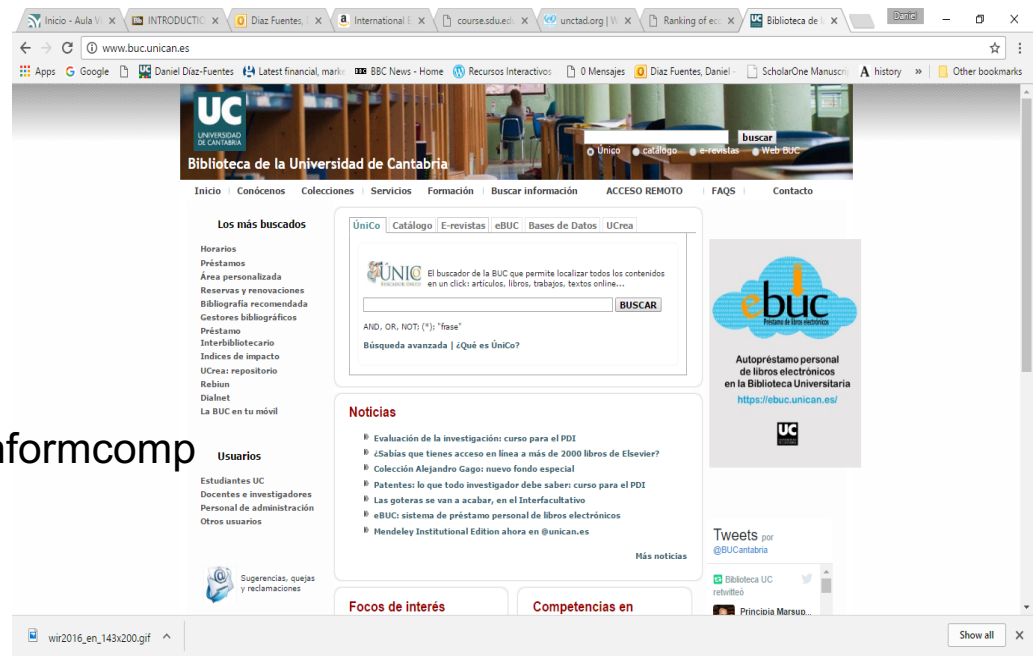 Inicio - Aula Vi
INTRODUCTIO
Diaz Fuentes, D
International E
course.sdu.edu
unctad.org | W
Ranking of eco
Biblioteca de la
Daniel
www.buc.unican.es
Apps Google Daniel Díaz-Fuentes Latest financial, marke BBC News - Home Recursos Interactivos 0 Mensajes Diaz Fuentes, Daniel - ScholarOne Manuscrip history » Other bookmarks
UC
UNIVERSIDAD
DE CANTABRIA
Biblioteca de la Universidad de Cantabria
buscar
Único catálogo e-revistas Web BUC
Inicio Conócenos Colecciones Servicios Formación Buscar información ACCESO REMOTO FAQS Contacto
Los más buscados
Horarios
Préstamos
Área personalizada
Reservas y renovaciones
Bibliografía recomendada
Gestores bibliográficos
Préstamo
Interbibliotecario
Indices de impacto
UCrea: repositorio
Rebiun
Dialnet
La BUC en tu móvil
nformcomp
Usuarios
Estudiantes UC
Docentes e investigadores
Personal de administración
Otros usuarios
Sugerencias, quejas
y reclamaciones
ÚniCo Catálogo E-revistas eBUC Bases de Datos UCrea
ÚNICO
BUSCADOR ÚNICO
El buscador de la BUC que permite localizar todos los contenidos
en un click: artículos, libros, trabajos, textos online...
BUSCAR
AND, OR, NOT; (*); "frase"
Búsqueda avanzada | ¿Qué es ÚniCo?
Noticias
Evaluación de la investigación: curso para el PDI
¿Sabías que tienes acceso en línea a más de 2000 libros de Elsevier?
Colección Alejandro Gago: nuevo fondo especial
Patentes: lo que todo investigador debe saber: curso para el PDI
Las goteras se van a acabar, en el Interfacultativo
eBUC: sistema de préstamo personal de libros electrónicos
Mendeley Institutional Edition ahora en @unican.es
Más noticias
Focos de interés
Competencias en
ebuc
Préstamo de libros electrónicos
Autopréstamo personal
de libros electrónicos
en la Biblioteca Universitaria
https://ebuc.unican.es/
UC
Tweets por
@BUCantabria
Biblioteca UC
retwitteó
Principia Marsup...
wir2016_en_143x200.gif
Show all